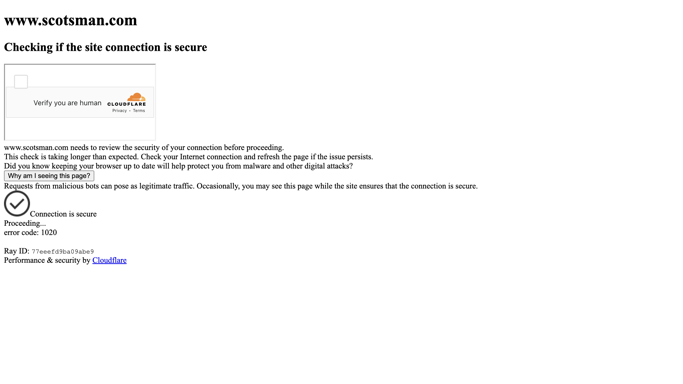 www.scotsman.com
Checking if the site connection is secure
Verify you are human
CLOUDFLARE
Privacy • Terms
www.scotsman.com needs to review the security of your connection before proceeding.
This check is taking longer than expected. Check your Internet connection and refresh the page if the issue persists.
Did you know keeping your browser up to date will help protect you from malware and other digital attacks?
Why am I seeing this page?
Requests from malicious bots can pose as legitimate traffic. Occasionally, you may see this page while the site ensures that the connection is secure.
Connection is secure
Proceeding...
error code: 1020
Ray ID: 77eeefd9ba09abe9
Performance & security by Cloudflare